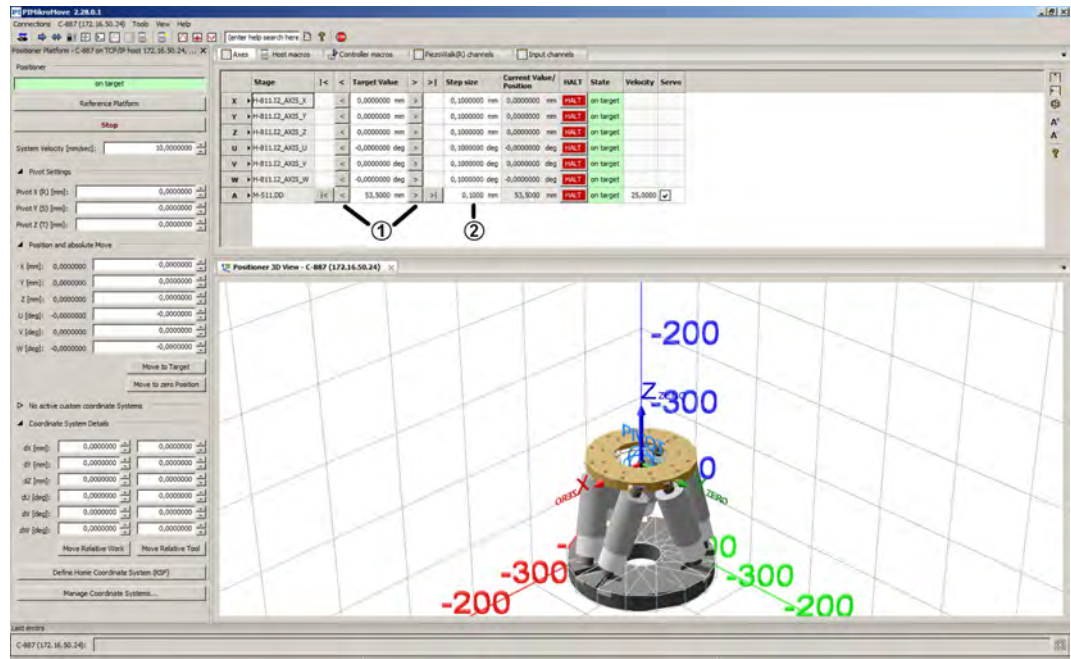 PIMikroMove 2.28.0.1
Connections C-887 (172.16.50.24) Tools View Help
[enter help search here]
Positioner Platform - C-887 on TCP/IP host 172.16.50.24, ... X
Axes Host macros Controller macros PiezoWalk(R) channels Input channels
Positioner
on target
Reference Platform
Stop
System Velocity [mm/sec]: 10,0000000
Pivot Settings
Pivot X (R) [mm]: 0,0000000
Pivot Y (S) [mm]: 0,0000000
Pivot Z (T) [mm]: 0,0000000
Position and absolute Move
X [mm]: 0,0000000 0,0000000
Y [mm]: 0,0000000 0,0000000
Z [mm]: 0,0000000 0,0000000
U [deg]: -0,0000000 -0,0000000
V [deg]: 0,0000000 0,0000000
W [deg]: -0,0000000 -0,0000000
Move to Target
Move to zero Position
No active custom coordinate Systems
Coordinate System Details
dX [mm]: 0,0000000 0,0000000
dY [mm]: 0,0000000 0,0000000
dZ [mm]: 0,0000000 0,0000000
dU [deg]: 0,0000000 0,0000000
dV [deg]: 0,0000000 0,0000000
dW [deg]: 0,0000000 0,0000000
Move Relative Work Move Relative Tool
Define Home Coordinate System (KSF)
Manage Coordinate Systems...
Stage |< < Target Value > >| Step size Current Value/ Position HALT State Velocity Servo
X H-811.I2_AXIS_X < 0,0000000 mm > 0,1000000 mm 0,0000000 mm HALT on target
Y H-811.I2_AXIS_Y < 0,0000000 mm > 0,1000000 mm 0,0000000 mm HALT on target
Z H-811.I2_AXIS_Z < 0,0000000 mm > 0,1000000 mm 0,0000000 mm HALT on target
U H-811.I2_AXIS_U < -0,0000000 deg > 0,1000000 deg -0,0000000 deg HALT on target
V H-811.I2_AXIS_V < 0,0000000 deg > 0,1000000 deg 0,0000000 deg HALT on target
W H-811.I2_AXIS_W < -0,0000000 deg > 0,1000000 deg -0,0000000 deg HALT on target
A M-511.DD |< < 53,5000 mm > >| 0,1000 mm 53,5000 mm HALT on target 25,0000
1 2
Positioner 3D View - C-887 (172.16.50.24)
-200
Z ZERO
-300
PIVOT
0
X
ZERO
0
-300 -300
-200 -200
Last errors
C-887 (172.16.50.24):